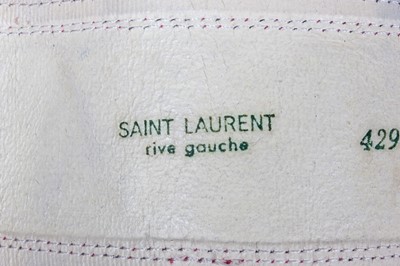 SAINT LAURENT
rive gauche
429